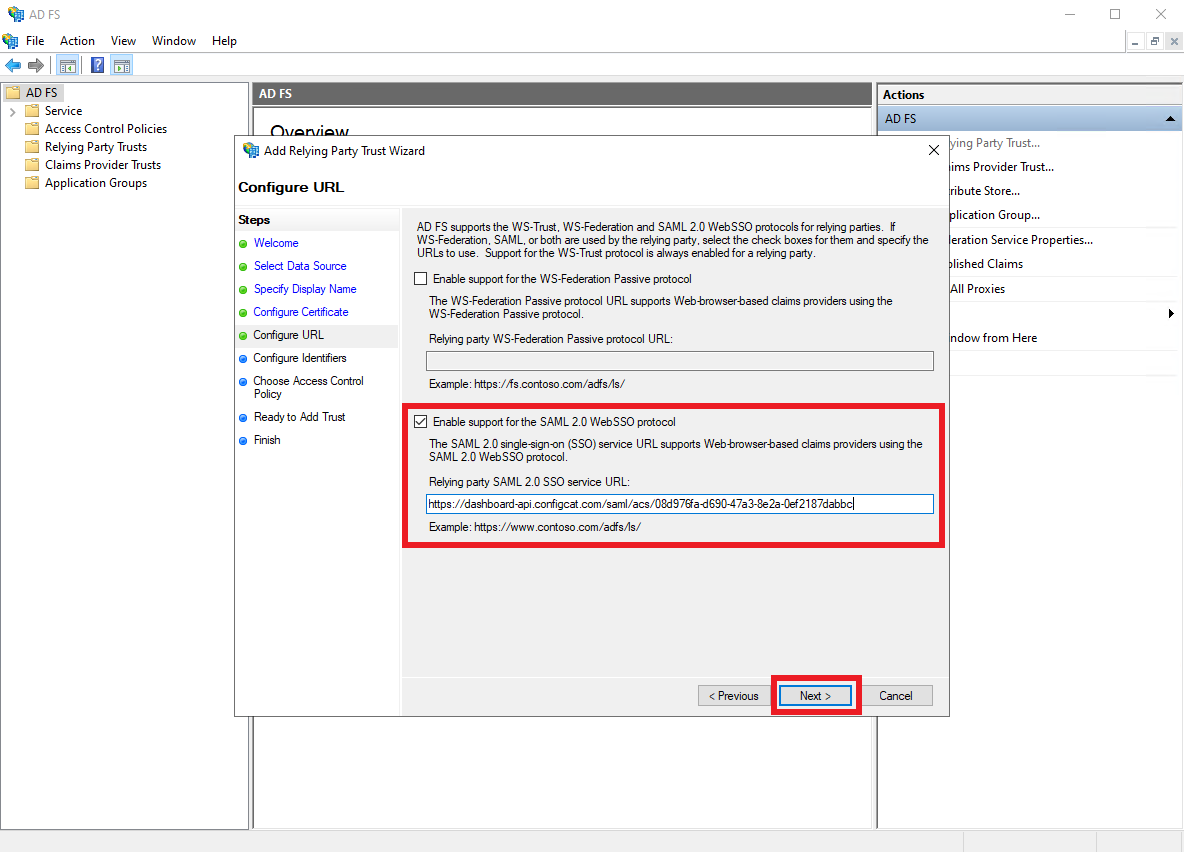 AD FS
File Action View Window Help
AD FS
Service
Access Control Policies
Relying Party Trusts
Claims Provider Trusts
Application Groups
AD FS
Overview
Add Relying Party Trust Wizard
Configure URL
Steps
Welcome
Select Data Source
Specify Display Name
Configure Certificate
Configure URL
Configure Identifiers
Choose Access Control
Policy
Ready to Add Trust
Finish
AD FS supports the WS-Trust, WS-Federation and SAML 2.0 WebSSO protocols for relying parties. If
WS-Federation, SAML, or both are used by the relying party, select the check boxes for them and specify the
URLs to use. Support for the WS-Trust protocol is always enabled for a relying party.
Enable support for the WS-Federation Passive protocol
The WS-Federation Passive protocol URL supports Web-browser-based claims providers using the
WS-Federation Passive protocol.
Relying party WS-Federation Passive protocol URL:
Example: https://fs.contoso.com/adfs/ls/
Enable support for the SAML 2.0 WebSSO protocol
The SAML 2.0 single-sign-on (SSO) service URL supports Web-browser-based claims providers using the
SAML 2.0 WebSSO protocol.
Relying party SAML 2.0 SSO service URL:
https://dashboard-api.configcat.com/saml/acs/08d976fa-d690-47a3-8e2a-0ef2187dabbc
Example: https://www.contoso.com/adfs/ls/
< Previous Next > Cancel
Actions
AD FS
ying Party Trust...
ims Provider Trust...
ribute Store...
plication Group...
eration Service Properties...
blished Claims
All Proxies
ndow from Here